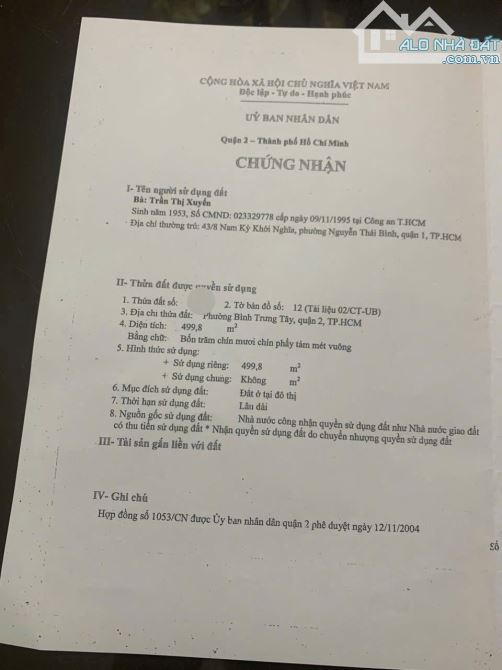 ALO NHÀ ĐẤT
.com.vn
CỘNG HÒA XÃ HỘI CHỦ NGHĨA VIỆT NAM
Độc lập - Tự do - Hạnh phúc
UỶ BAN NHÂN DÂN
Quận 2 – Thành phố Hồ Chí Minh
CHỨNG NHẬN
I- Tên người sử dụng đất
Bà: Trần Thị Xuyến
Sinh năm 1953, Số CMND: 023329778 cấp ngày 09/11/1995 tại Công an T.HCM
Địa chỉ thường trú: 43/8 Nam Kỳ Khởi Nghĩa, phường Nguyễn Thái Bình, quận 1, TP.HCM
II- Thửa đất được quyền sử dụng
1. Thửa đất số: 2. Tờ bản đồ số: 12 (Tài liệu 02/CT-UB)
3. Địa chỉ thửa đất: Phường Bình Trưng Tây, quận 2, TP.HCM
4. Diện tích: 499,8 m²
Bằng chữ: Bốn trăm chín mươi chín phẩy tám mét vuông
5. Hình thức sử dụng:
+ Sử dụng riêng: 499,8 m²
+ Sử dụng chung: Không m²
6. Mục đích sử dụng đất: Đất ở tại đô thị
7. Thời hạn sử dụng đất: Lâu dài
8. Nguồn gốc sử dụng đất: Nhà nước công nhận quyền sử dụng đất như Nhà nước giao đất
có thu tiền sử dụng đất * Nhận quyền sử dụng đất do chuyển nhượng quyền sử dụng đất
III- Tài sản gắn liền với đất
IV- Ghi chú
Hợp đồng số 1053/CN được Ủy ban nhân dân quận 2 phê duyệt ngày 12/11/2004
Số